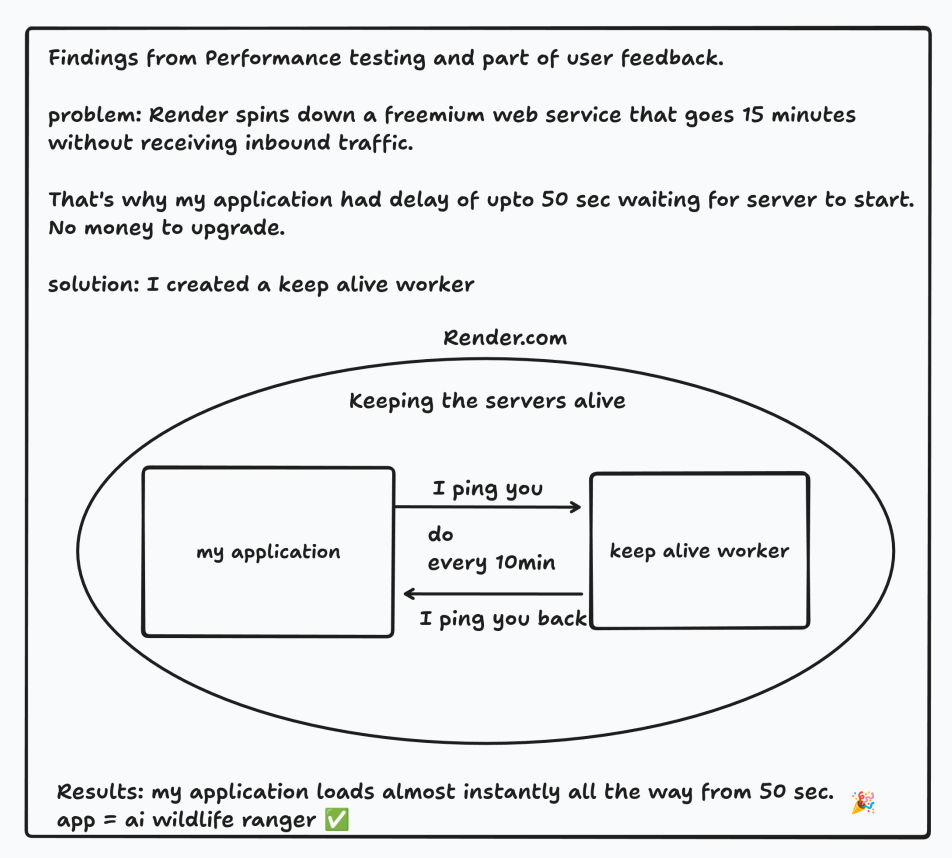 Findings from Performance testing and part of user feedback.
problem: Render spins down a freemium web service that goes 15 minutes
without receiving inbound traffic.
That's why my application had delay of upto 50 sec waiting for server to start.
No money to upgrade.
solution: I created a keep alive worker
Render.com
Keeping the servers alive
my application
I ping you
do
every 10min
I ping you back
keep alive worker
Results: my application loads almost instantly all the way from 50 sec. 🎉
app = ai wildlife ranger ✅